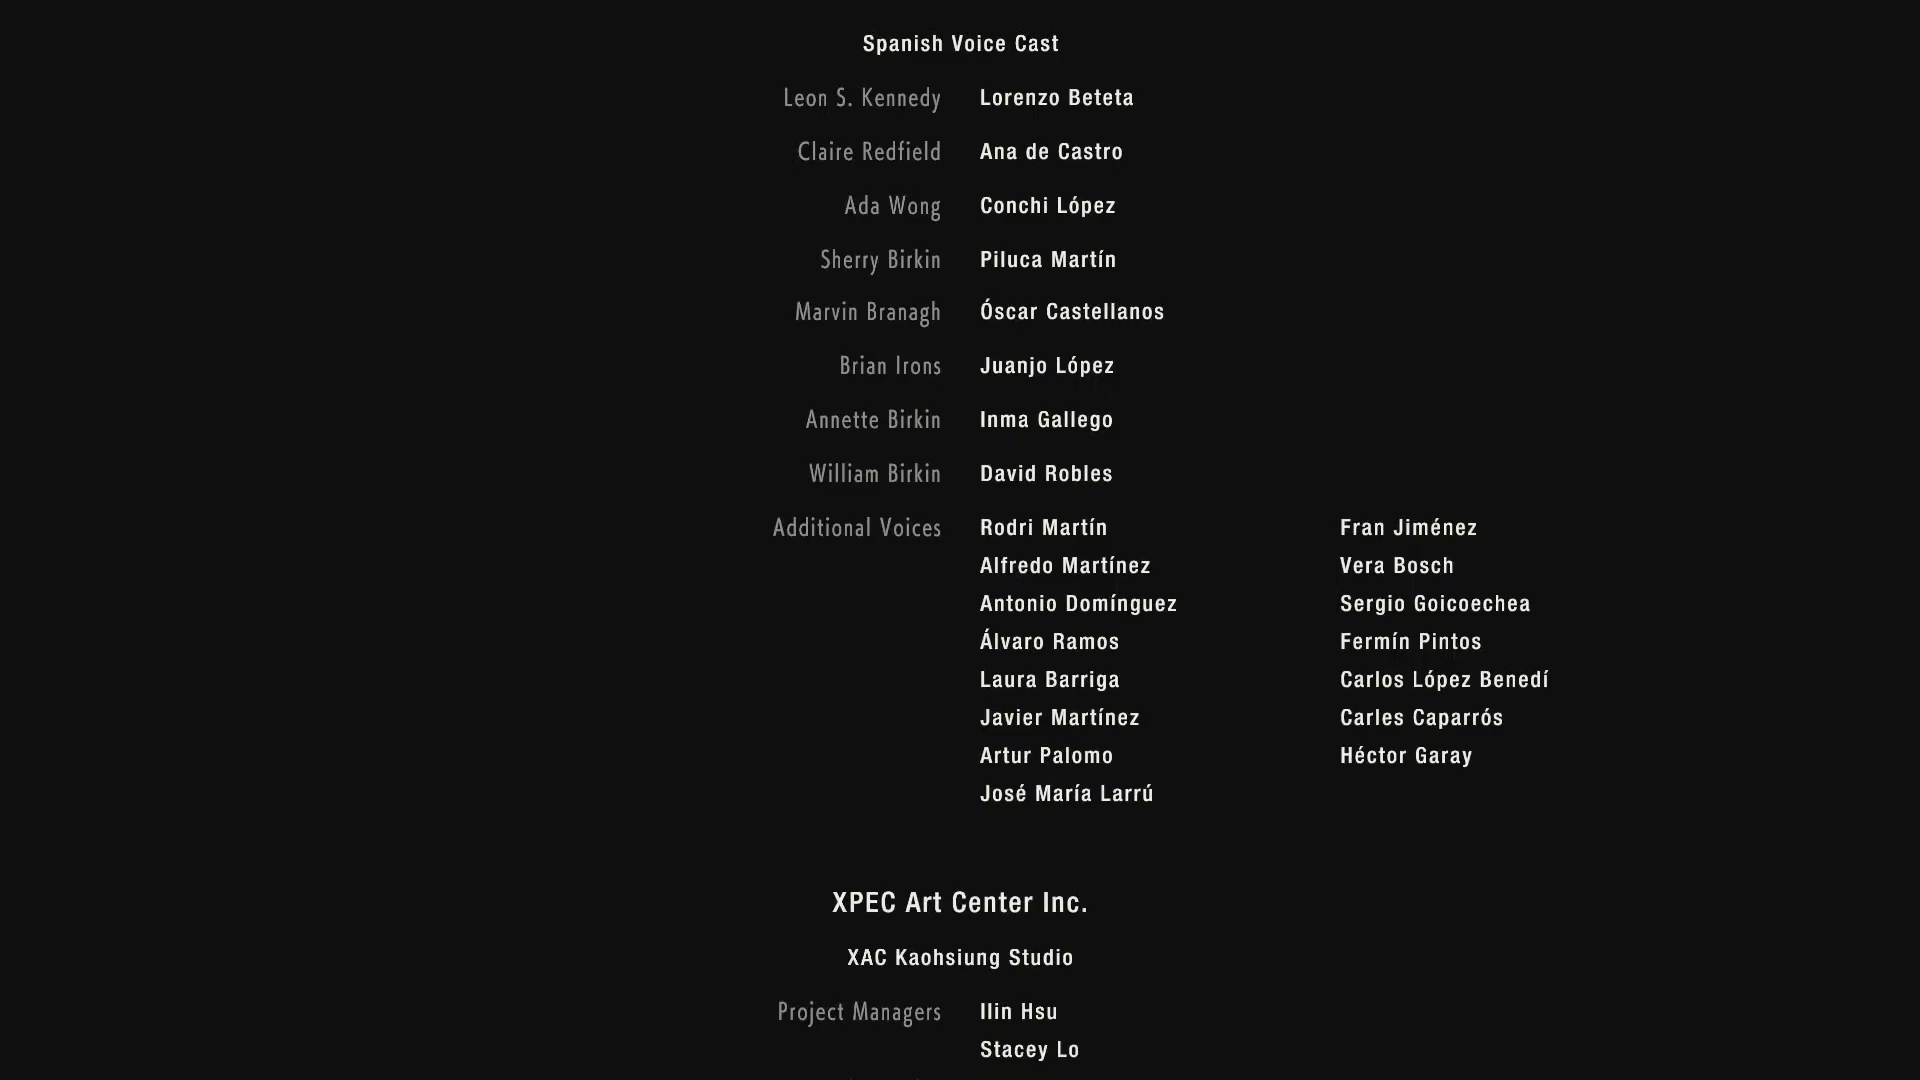 Spanish Voice Cast
Leon S. Kennedy Lorenzo Beteta
Claire Redfield Ana de Castro
Ada Wong Conchi López
Sherry Birkin Piluca Martín
Marvin Branagh Óscar Castellanos
Brian Irons Juanjo López
Annette Birkin Inma Gallego
William Birkin David Robles
Additional Voices Rodri Martín Fran Jiménez
Alfredo Martínez Vera Bosch
Antonio Domínguez Sergio Goicoechea
Álvaro Ramos Fermín Pintos
Laura Barriga Carlos López Benedí
Javier Martínez Carles Caparrós
Artur Palomo Héctor Garay
José María Larrú
XPEC Art Center Inc.
XAC Kaohsiung Studio
Project Managers Ilin Hsu
Stacey Lo